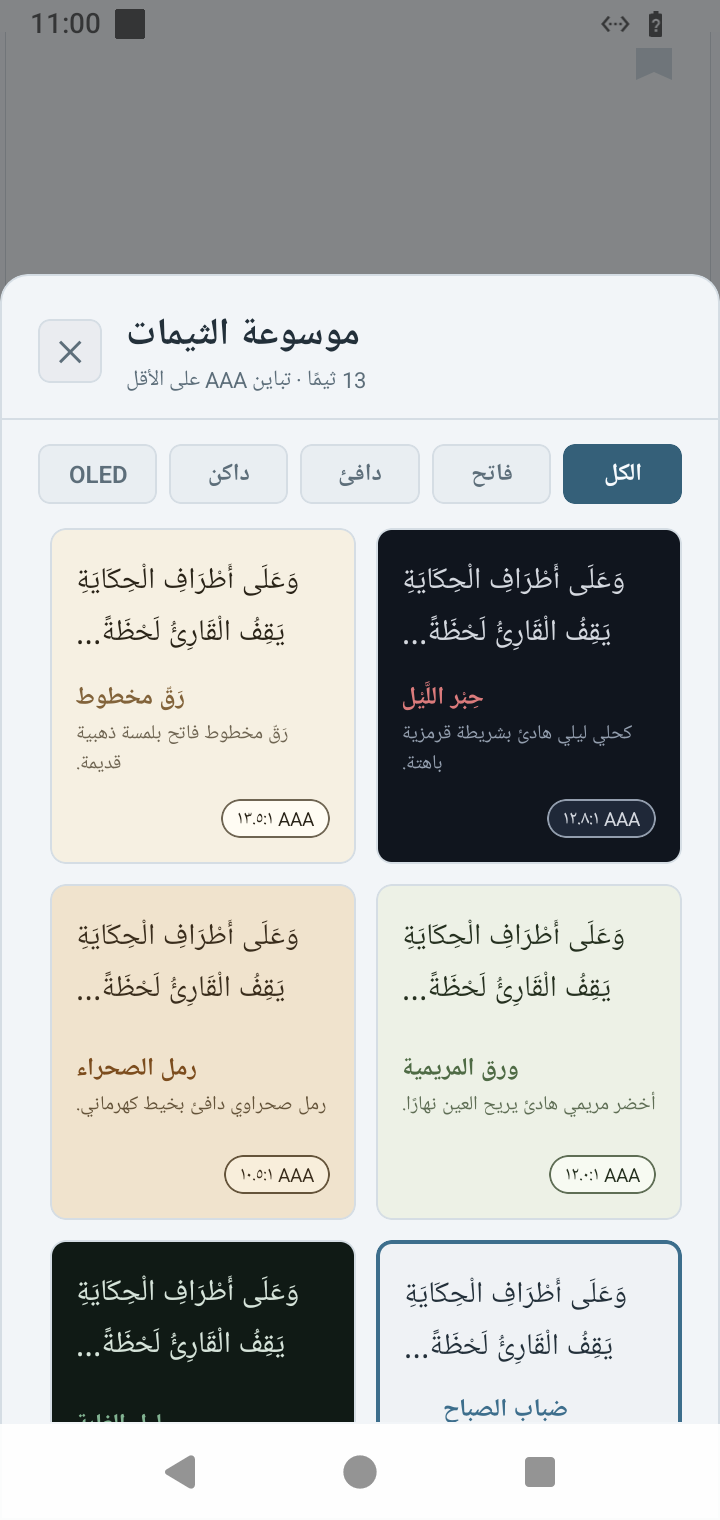 11:00
موسوعة الثيمات
13 ثيمًا · تباين AAA على الأقل
الكل
فاتح
دافئ
داكن
OLED
وَعَلَى أَطْرَافِ الْحِكَايَةِ
يَقِفُ الْقَارِئُ لَحْظَةً...
حِبْر اللَّيْل
كحلي ليلي هادئ بشريطة قرمزية
باهتة.
AAA ١٢.٨:١
وَعَلَى أَطْرَافِ الْحِكَايَةِ
يَقِفُ الْقَارِئُ لَحْظَةً...
رَقّ مخطوط
رَقّ مخطوط فاتح بلمسة ذهبية
قديمة.
AAA ١٣.٥:١
وَعَلَى أَطْرَافِ الْحِكَايَةِ
يَقِفُ الْقَارِئُ لَحْظَةً...
ورق المريمية
أخضر مريمي هادئ يريح العين نهارًا.
AAA ١٢.٠:١
وَعَلَى أَطْرَافِ الْحِكَايَةِ
يَقِفُ الْقَارِئُ لَحْظَةً...
رمل الصحراء
رمل صحراوي دافئ بخيط كهرماني.
AAA ١٠.٥:١
وَعَلَى أَطْرَافِ الْحِكَايَةِ
يَقِفُ الْقَارِئُ لَحْظَةً...
ضباب الصباح
وَعَلَى أَطْرَافِ الْحِكَايَةِ
يَقِفُ الْقَارِئُ لَحْظَةً...